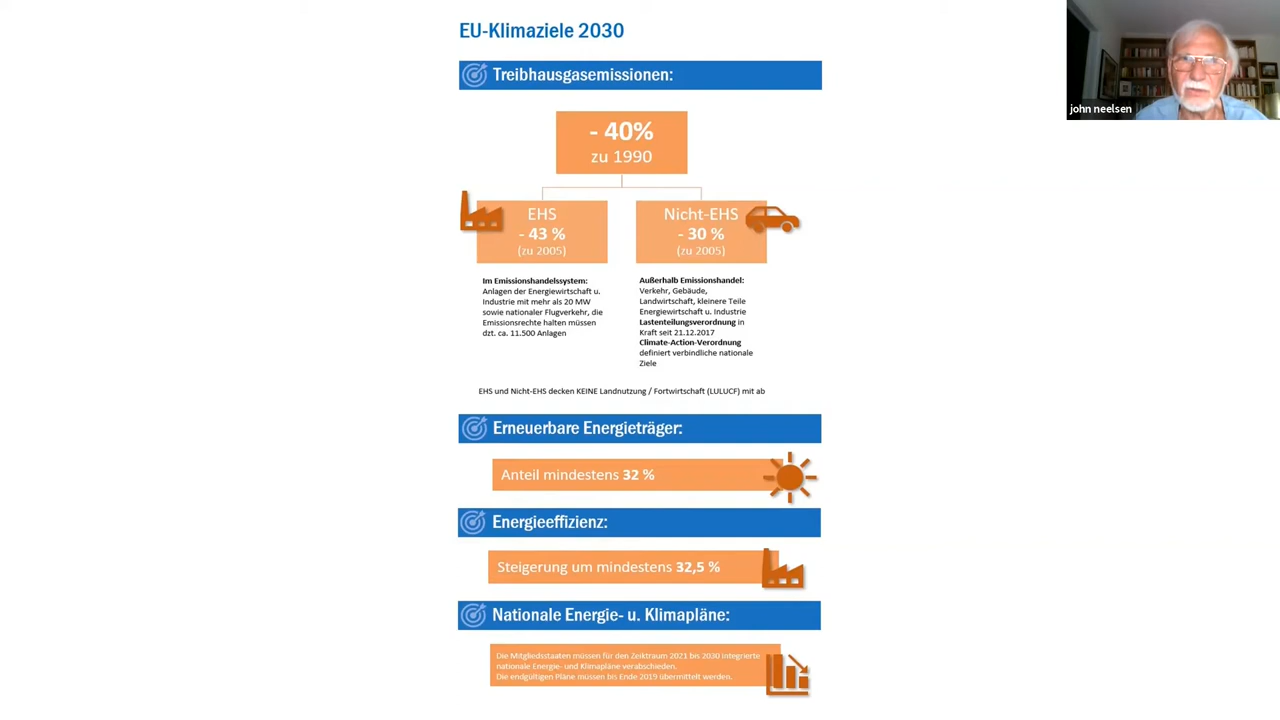 EU-Klimaziele 2030
john neelsen
Treibhausgasemissionen:
- 40%
zu 1990
EHS
- 43 %
(zu 2005)
Nicht-EHS
- 30 %
(zu 2005)
Im Emissionshandelssystem:
Anlagen der Energiewirtschaft u.
Industrie mit mehr als 20 MW
sowie nationaler Flugverkehr, die
Emissionsrechte halten müssen
dzt. ca. 11.500 Anlagen
Außerhalb Emissionshandel:
Verkehr, Gebäude,
Landwirtschaft, kleinere Teile
Energiewirtschaft u. Industrie
Lastenteilungsverordnung in
Kraft seit 21.12.2017
Climate-Action-Verordnung
definiert verbindliche nationale
Ziele
EHS und Nicht-EHS decken KEINE Landnutzung / Fortwirtschaft (LULUCF) mit ab
Erneuerbare Energieträger:
Anteil mindestens 32 %
Energieeffizienz:
Steigerung um mindestens 32,5 %
Nationale Energie- u. Klimapläne:
Die Mitgliedsstaaten müssen für den Zeiktraum 2021 bis 2030 integrierte
nationale Energie- und Klimapläne verabschieden.
Die endgültigen Pläne müssen bis Ende 2019 übermittelt werden.